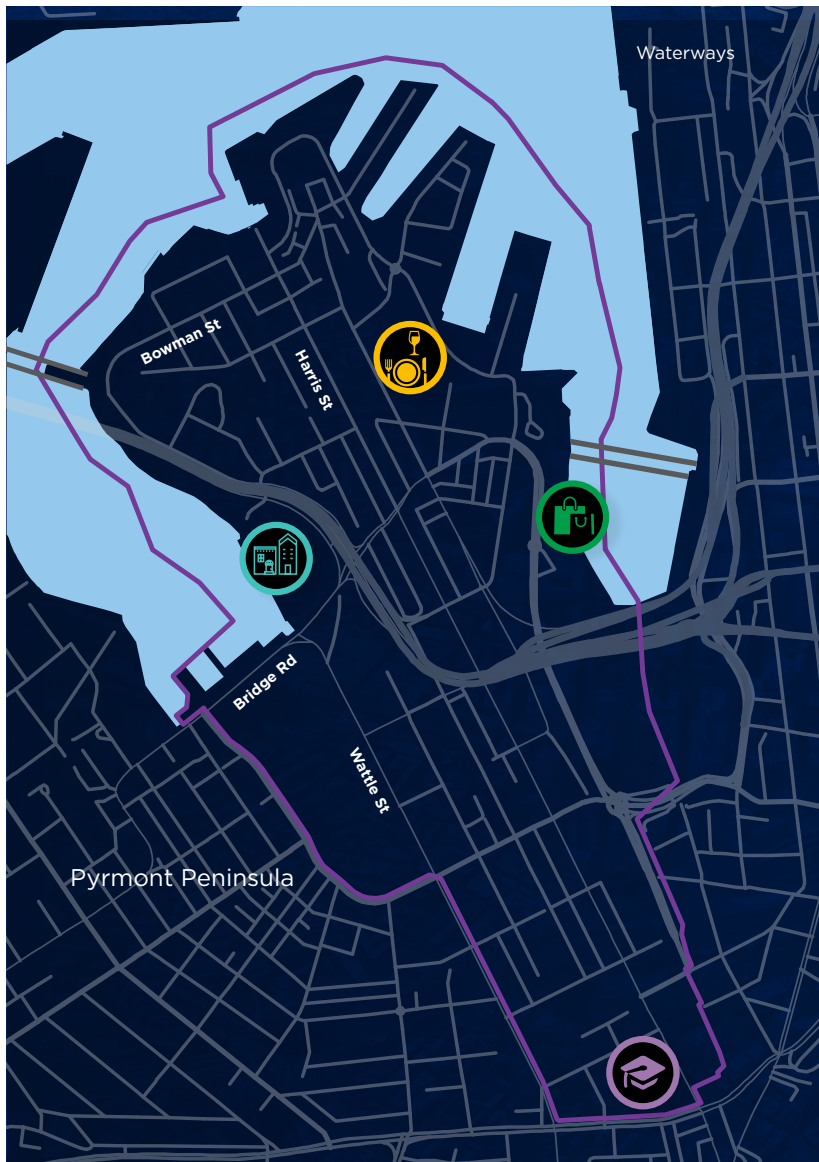 Waterways
Bowman St
Harris St
Bridge Rd
Wattle St
Pyrmont Peninsula